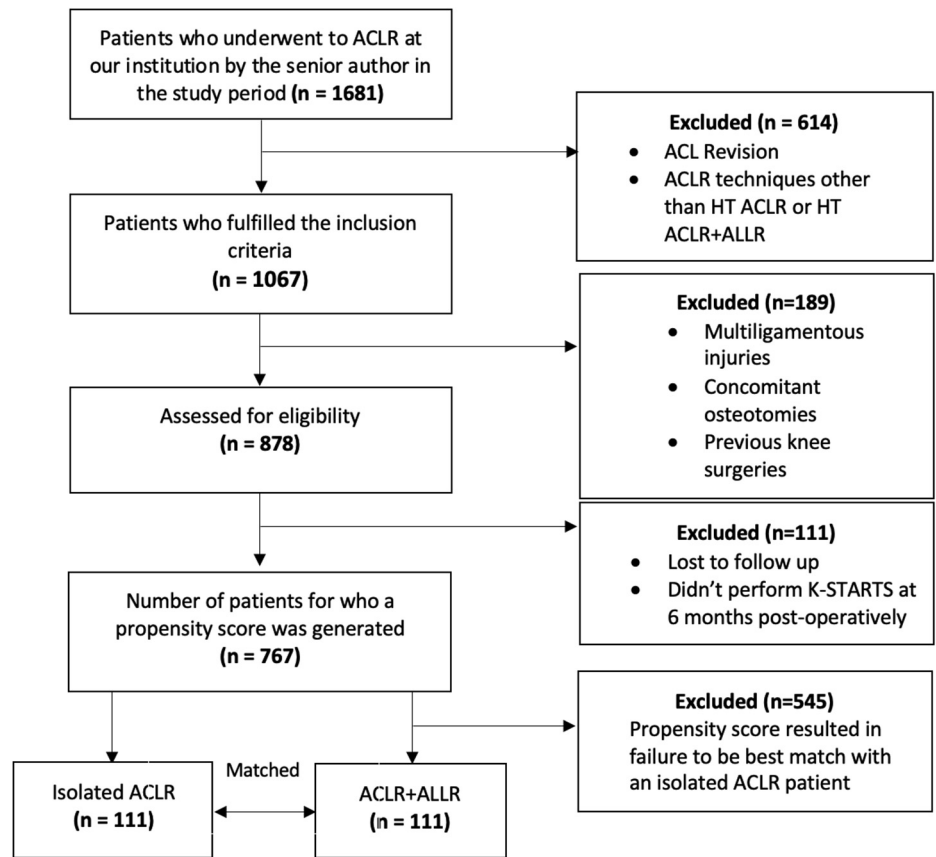 Patients who underwent to ACLR at
our institution by the senior author in
the study period (n = 1681)
Excluded (n = 614)
• ACL Revision
• ACLR techniques other
than HT ACLR or HT
ACLR+ALLR
Patients who fulfilled the inclusion
criteria
(n = 1067)
Excluded (n=189)
• Multiligamentous
injuries
• Concomitant
osteotomies
• Previous knee
surgeries
Assessed for eligibility
(n = 878)
Excluded (n=111)
• Lost to follow up
• Didn’t perform K-STARTS at
6 months post-operatively
Number of patients for who a
propensity score was generated
(n = 767)
Excluded (n=545)
Propensity score resulted in
failure to be best match with
an isolated ACLR patient
Isolated ACLR
(n = 111)
Matched
ACLR+ALLR
(n = 111)